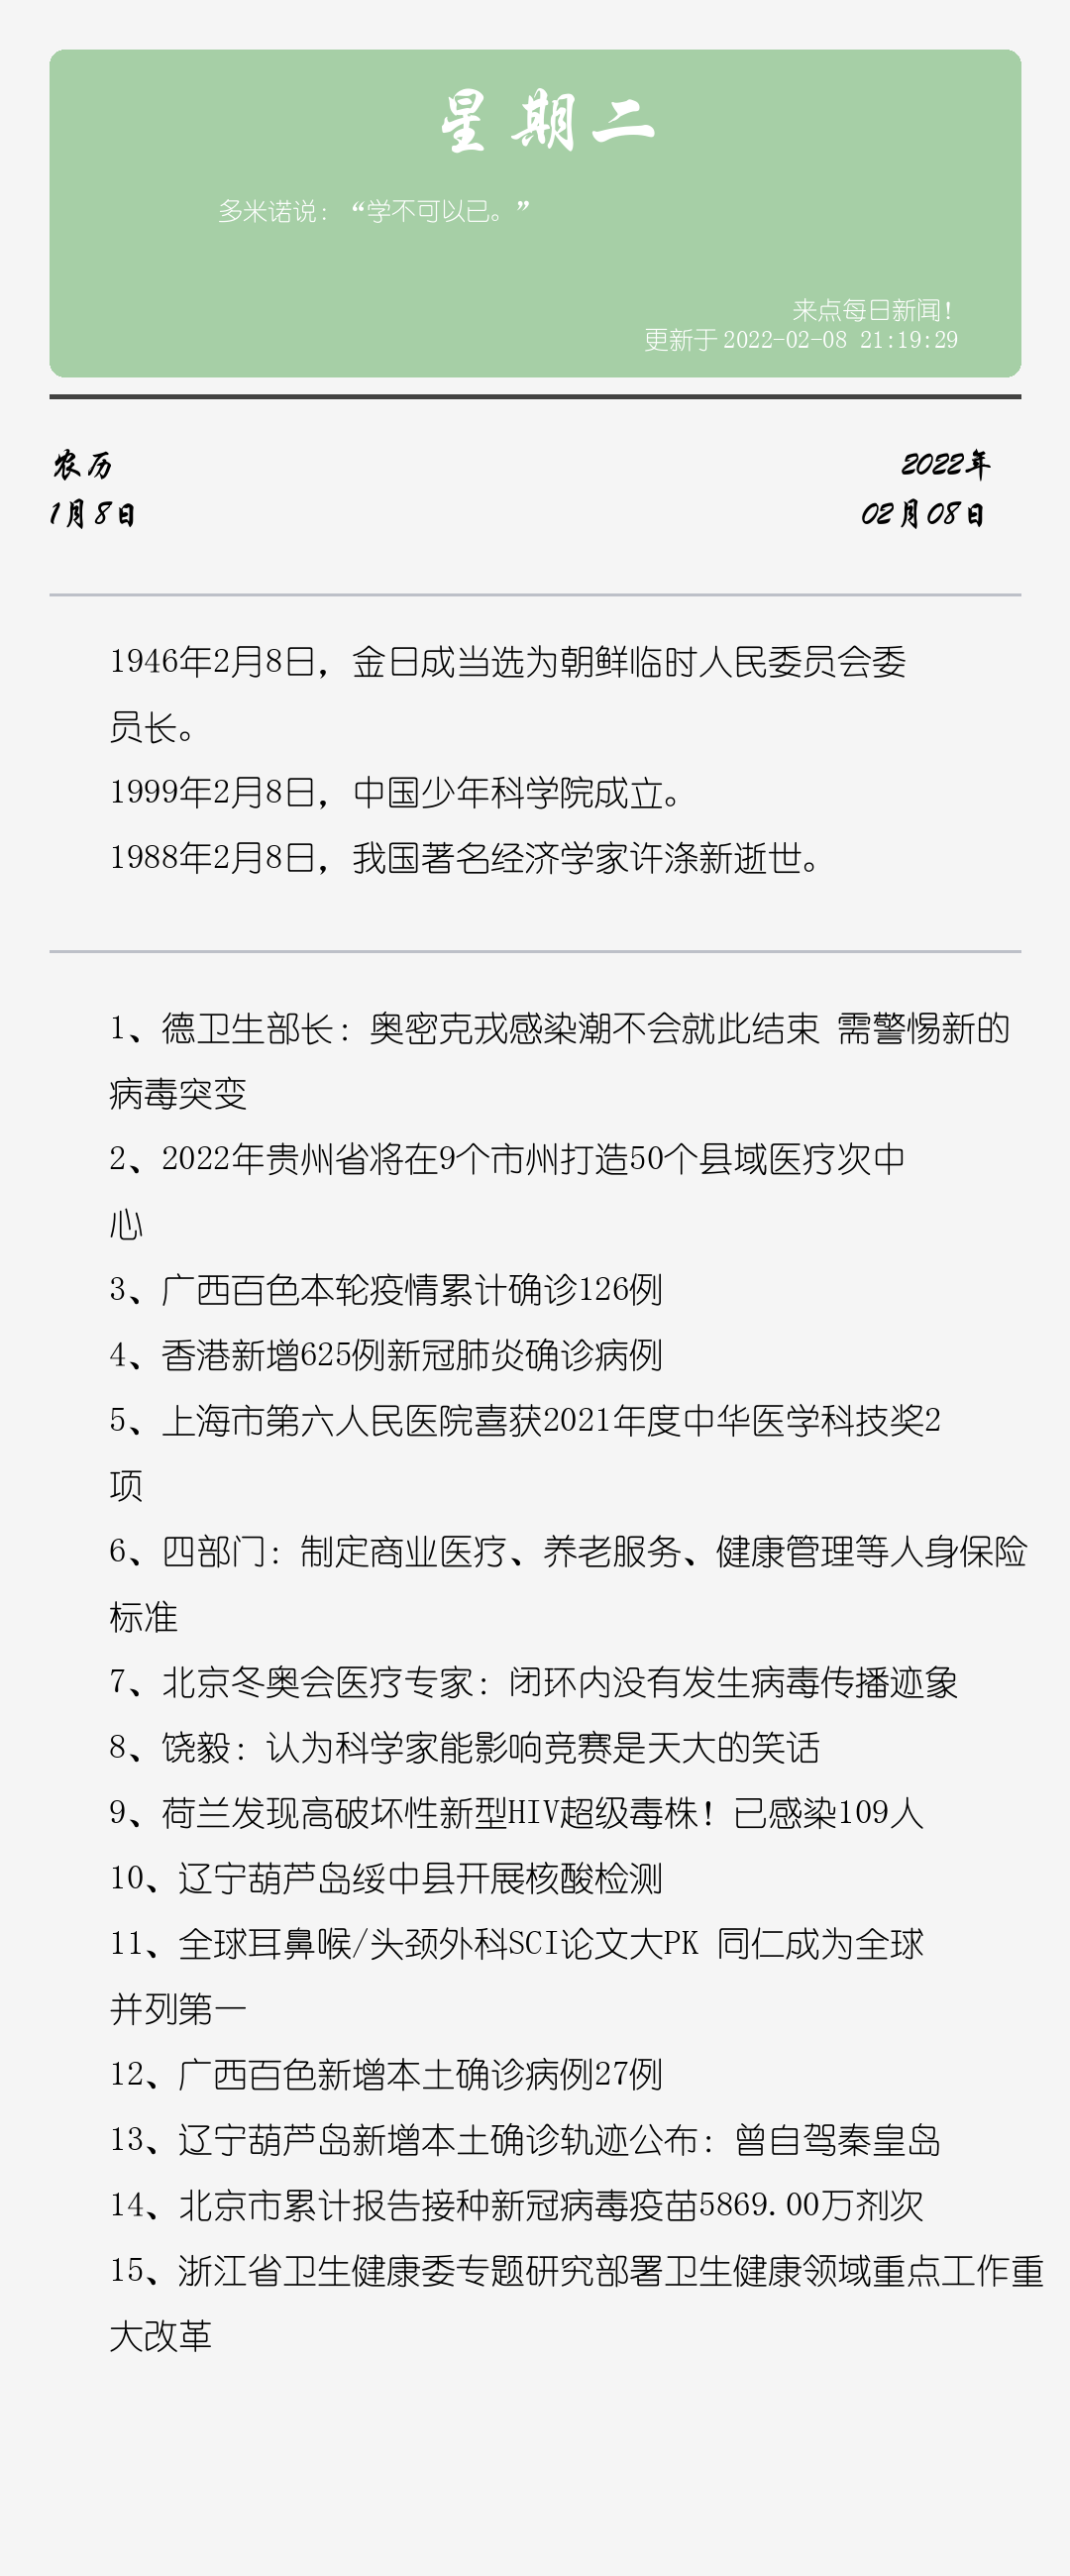 星期二
多米诺说：“学不可以已。”
来点每日新闻！
更新于 2022-02-08 21:19:29
农历
2022年
1月8日
02月08日
1946年2月8日，金日成当选为朝鲜临时人民委员会委
员长。
1999年2月8日，中国少年科学院成立。
1988年2月8日，我国著名经济学家许涤新逝世。
1、德卫生部长：奥密克戎感染潮不会就此结束 需警惕新的
病毒突变
2、2022年贵州省将在9个市州打造50个县域医疗次中
心
3、广西百色本轮疫情累计确诊126例
4、香港新增625例新冠肺炎确诊病例
5、上海市第六人民医院喜获2021年度中华医学科技奖2
项
6、四部门：制定商业医疗、养老服务、健康管理等人身保险
标准
7、北京冬奥会医疗专家：闭环内没有发生病毒传播迹象
8、饶毅：认为科学家能影响竞赛是天大的笑话
9、荷兰发现高破坏性新型HIV超级毒株！已感染109人
10、辽宁葫芦岛绥中县开展核酸检测
11、全球耳鼻喉/头颈外科SCI论文大PK 同仁成为全球
并列第一
12、广西百色新增本土确诊病例27例
13、辽宁葫芦岛新增本土确诊轨迹公布：曾自驾秦皇岛
14、北京市累计报告接种新冠病毒疫苗5869.00万剂次
15、浙江省卫生健康委专题研究部署卫生健康领域重点工作重
大改革